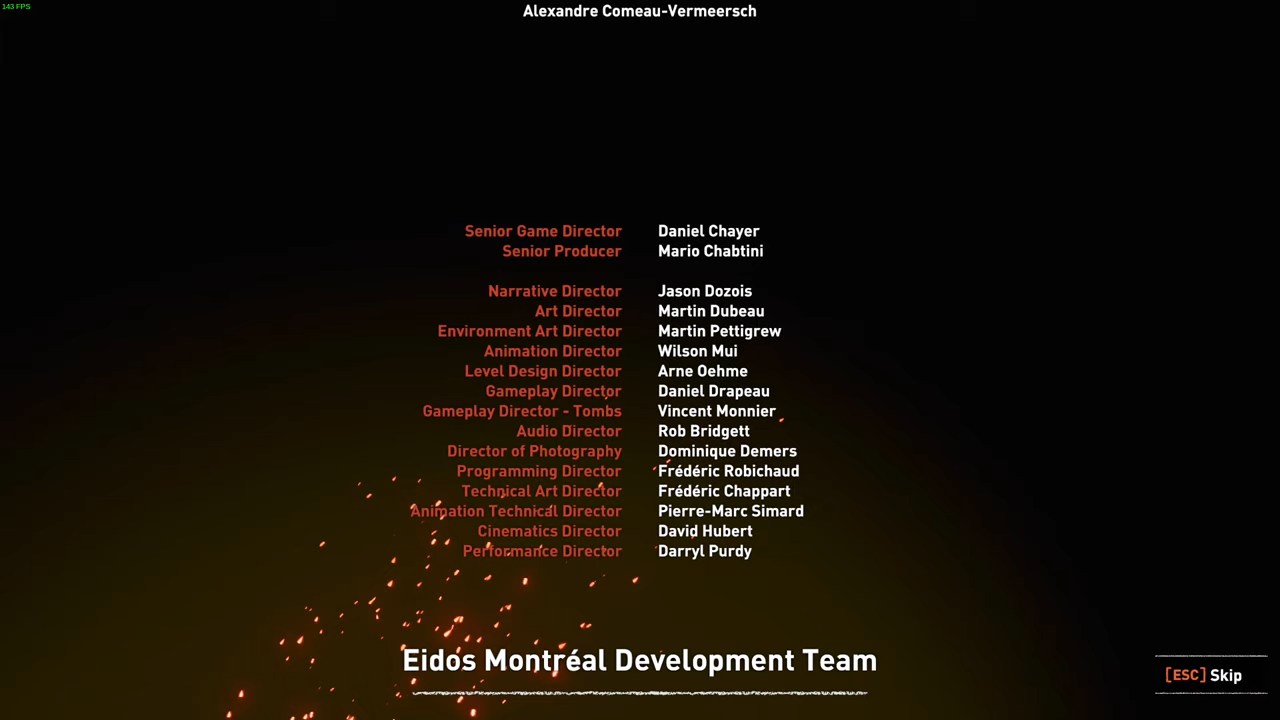 143 FPS
Alexandre Comeau-Vermeersch
Senior Game Director Daniel Chayer
Senior Producer Mario Chabtini
Narrative Director Jason Dozois
Art Director Martin Dubeau
Environment Art Director Martin Pettigrew
Animation Director Wilson Mui
Level Design Director Arne Oehme
Gameplay Director Daniel Drapeau
Gameplay Director - Tombs Vincent Monnier
Audio Director Rob Bridgett
Director of Photography Dominique Demers
Programming Director Frédéric Robichaud
Technical Art Director Frédéric Chappart
Animation Technical Director Pierre-Marc Simard
Cinematics Director David Hubert
Performance Director Darryl Purdy
Eidos Montréal Development Team
[ESC] Skip